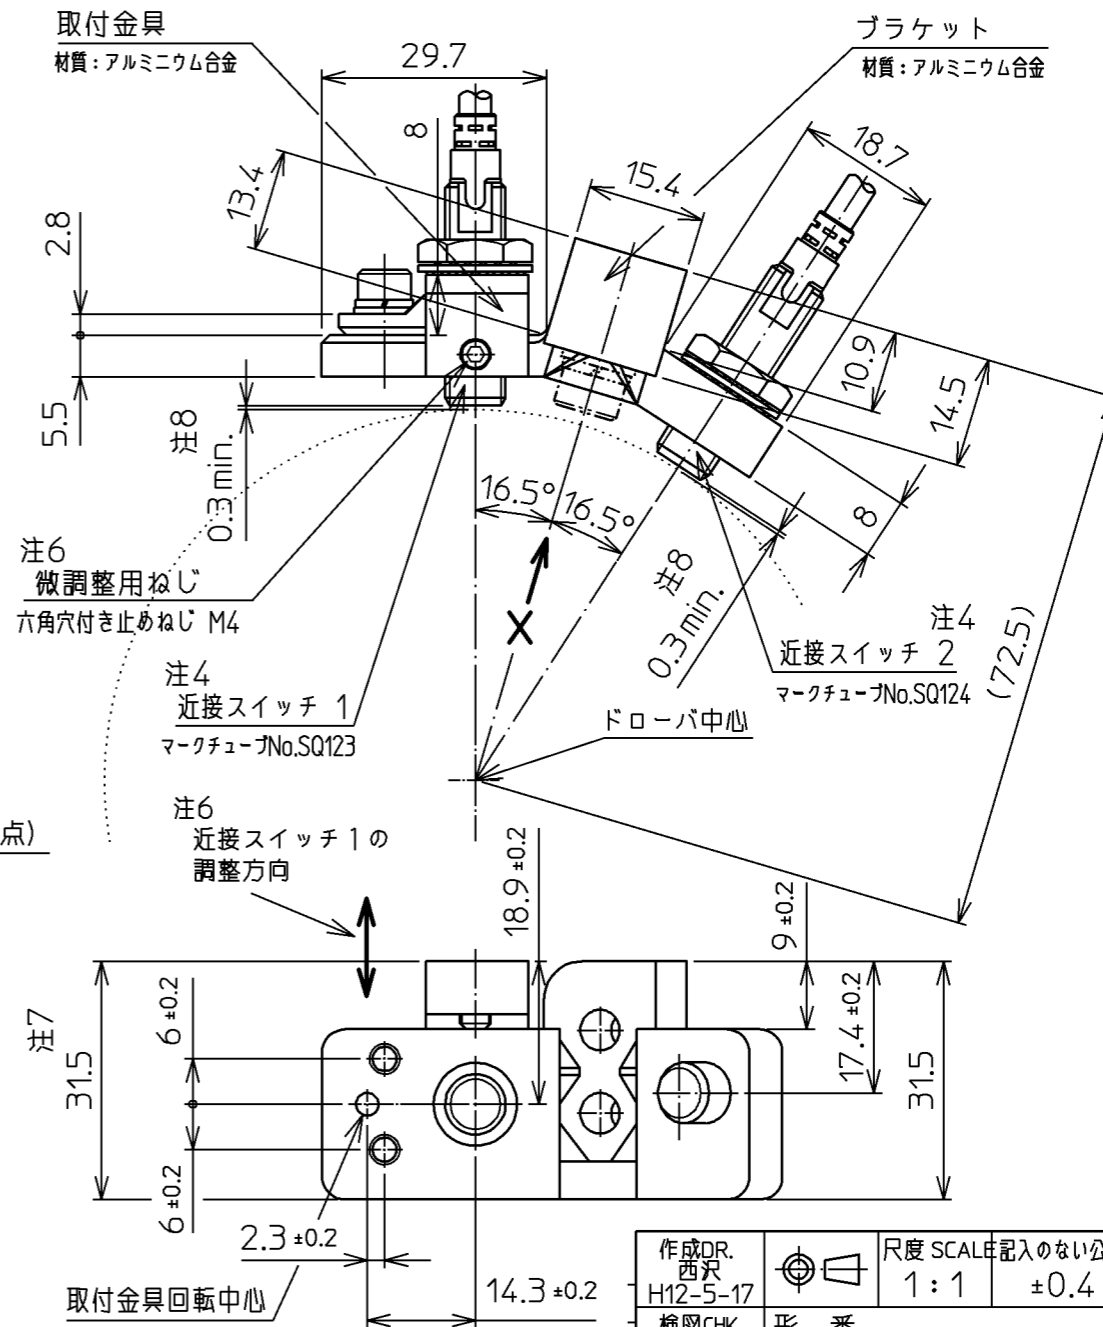 取付金具
材質：アルミニウム合金
ブラケット
材質：アルミニウム合金
29.7
8
13.4
15.4
18.7
2.8
5.5
10.9
14.5
注8
0.3min.
16.5° 16.5°
8
注6
微調整用ねじ
六角穴付き止めねじ M4
X
注8
0.3min.
(72.5)
注4
近接スイッチ 2
マークチューブNo.SQ124
注4
近接スイッチ 1
マークチューブNo.SQ123
ドローバ中心
点)
注6
近接スイッチ1の
調整方向
18.9±0.2
9±0.2
17.4±0.2
注7
31.5
6±0.2
6±0.2
31.5
2.3±0.2
14.3±0.2
取付金具回転中心
作成DR.
西沢
H12-5-17
尺度 SCALE
1:1
記入のない公
±0.4
検図CHK
形 番